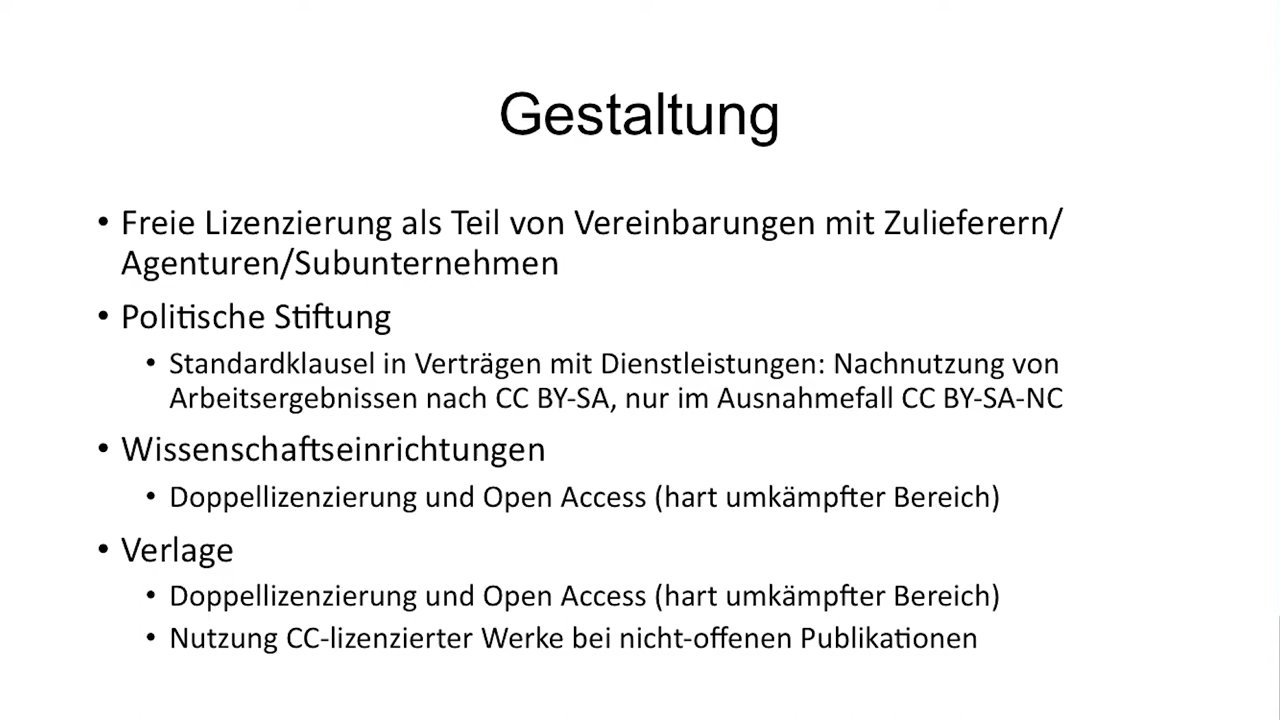 Gestaltung
• Freie Lizenzierung als Teil von Vereinbarungen mit Zulieferern/
Agenturen/Subunternehmen
• Politische Stiftung
• Standardklausel in Verträgen mit Dienstleistungen: Nachnutzung von
Arbeitsergebnissen nach CC BY-SA, nur im Ausnahmefall CC BY-SA-NC
• Wissenschaftseinrichtungen
• Doppellizenzierung und Open Access (hart umkämpfter Bereich)
• Verlage
• Doppellizenzierung und Open Access (hart umkämpfter Bereich)
• Nutzung CC-lizenzierter Werke bei nicht-offenen Publikationen